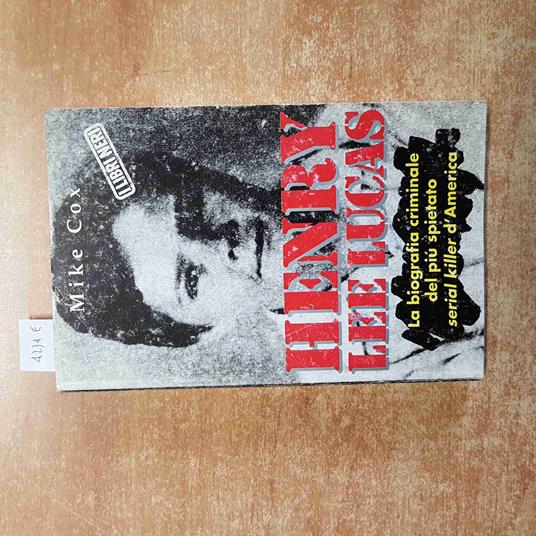 Mike Cox
I LIBRI NERI
HENRY
LEE LUCAS
La biografia criminale
del più spietato
serial killer d'America